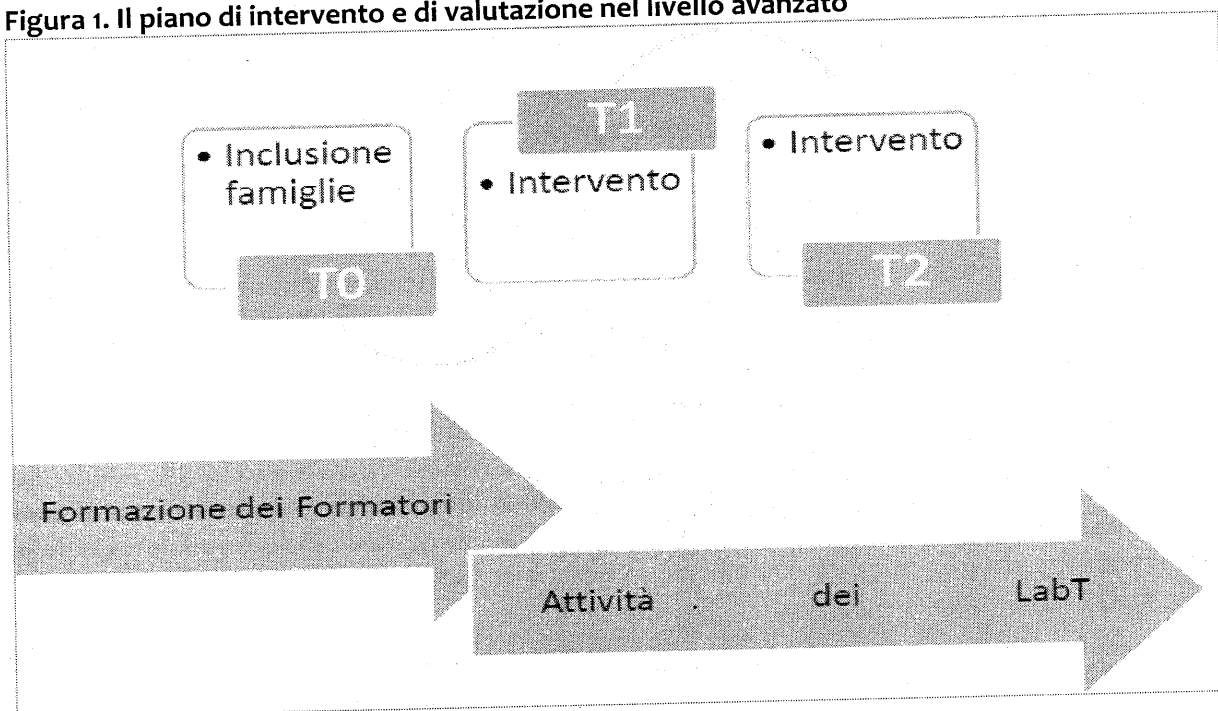 Figura 1. Il piano di intervento e di valutazione nel livello avanzato
• Inclusione
famiglie
T0
T1
• Intervento
• Intervento
T2
Formazione dei Formatori
Attività dei LabT